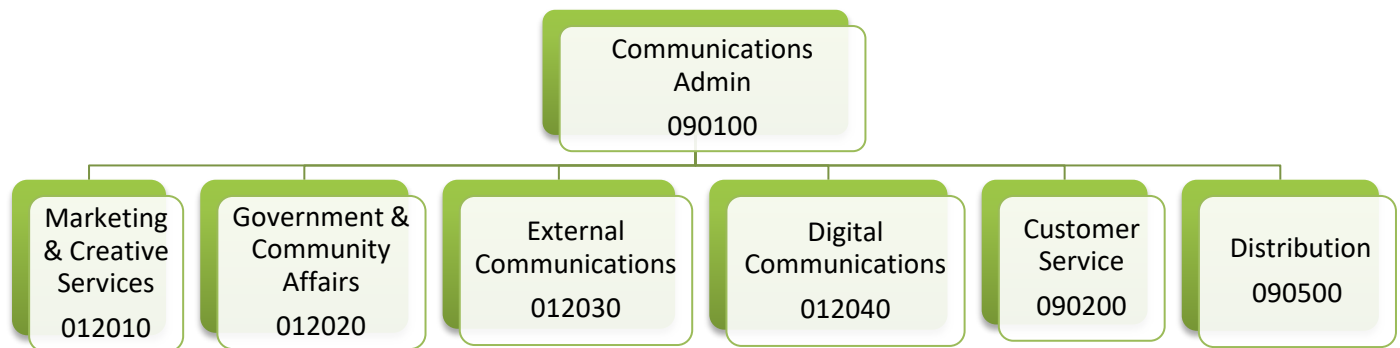 Communications
Admin
090100
Marketing
& Creative
Services
012010
Government &
Community
Affairs
012020
External
Communications
012030
Digital
Communications
012040
Customer
Service
090200
Distribution
090500